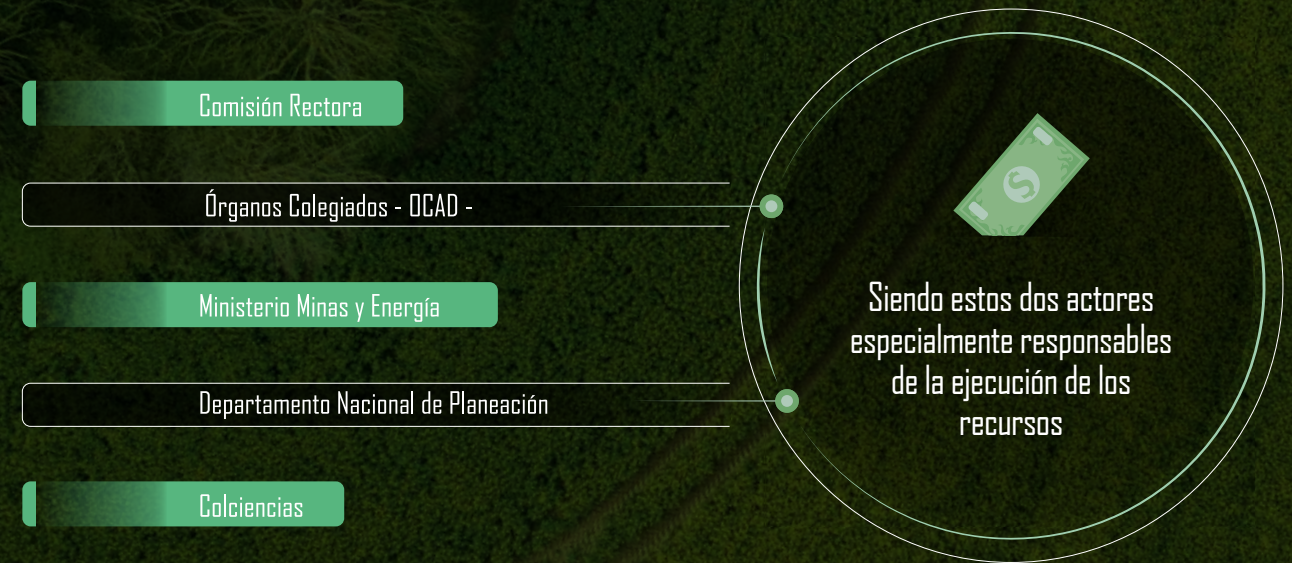 Comisión Rectora
Órganos Colegiados - OCAD -
Ministerio Minas y Energía
Departamento Nacional de Planeación
Colciencias
Siendo estos dos actores
especialmente responsables
de la ejecución de los
recursos